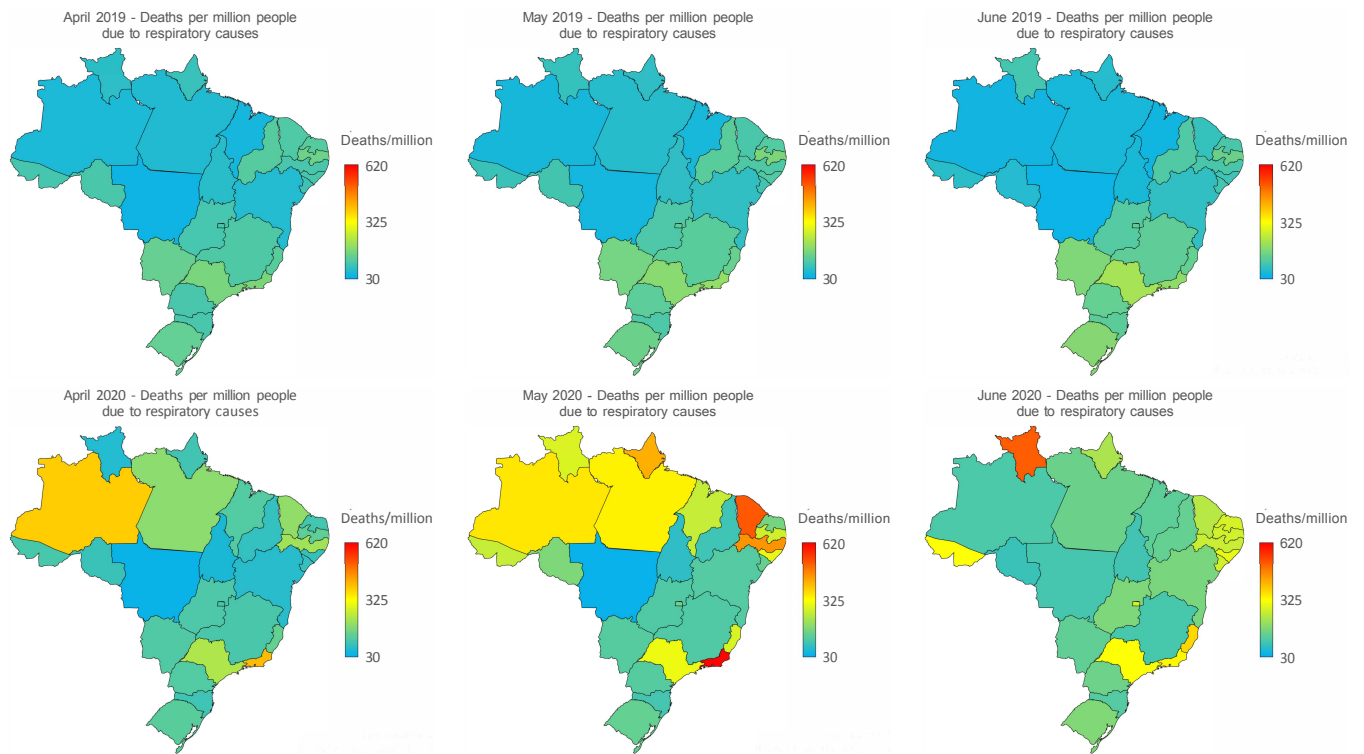 April 2019 - Deaths per million people
due to respiratory causes
Deaths/million
620
325
30
May 2019 - Deaths per million people
due to respiratory causes
Deaths/million
620
325
30
June 2019 - Deaths per million people
due to respiratory causes
Deaths/million
620
325
30
April 2020 - Deaths per million people
due to respiratory causes
Deaths/million
620
325
30
May 2020 - Deaths per million people
due to respiratory causes
Deaths/million
620
325
30
June 2020 - Deaths per million people
due to respiratory causes
Deaths/million
620
325
30